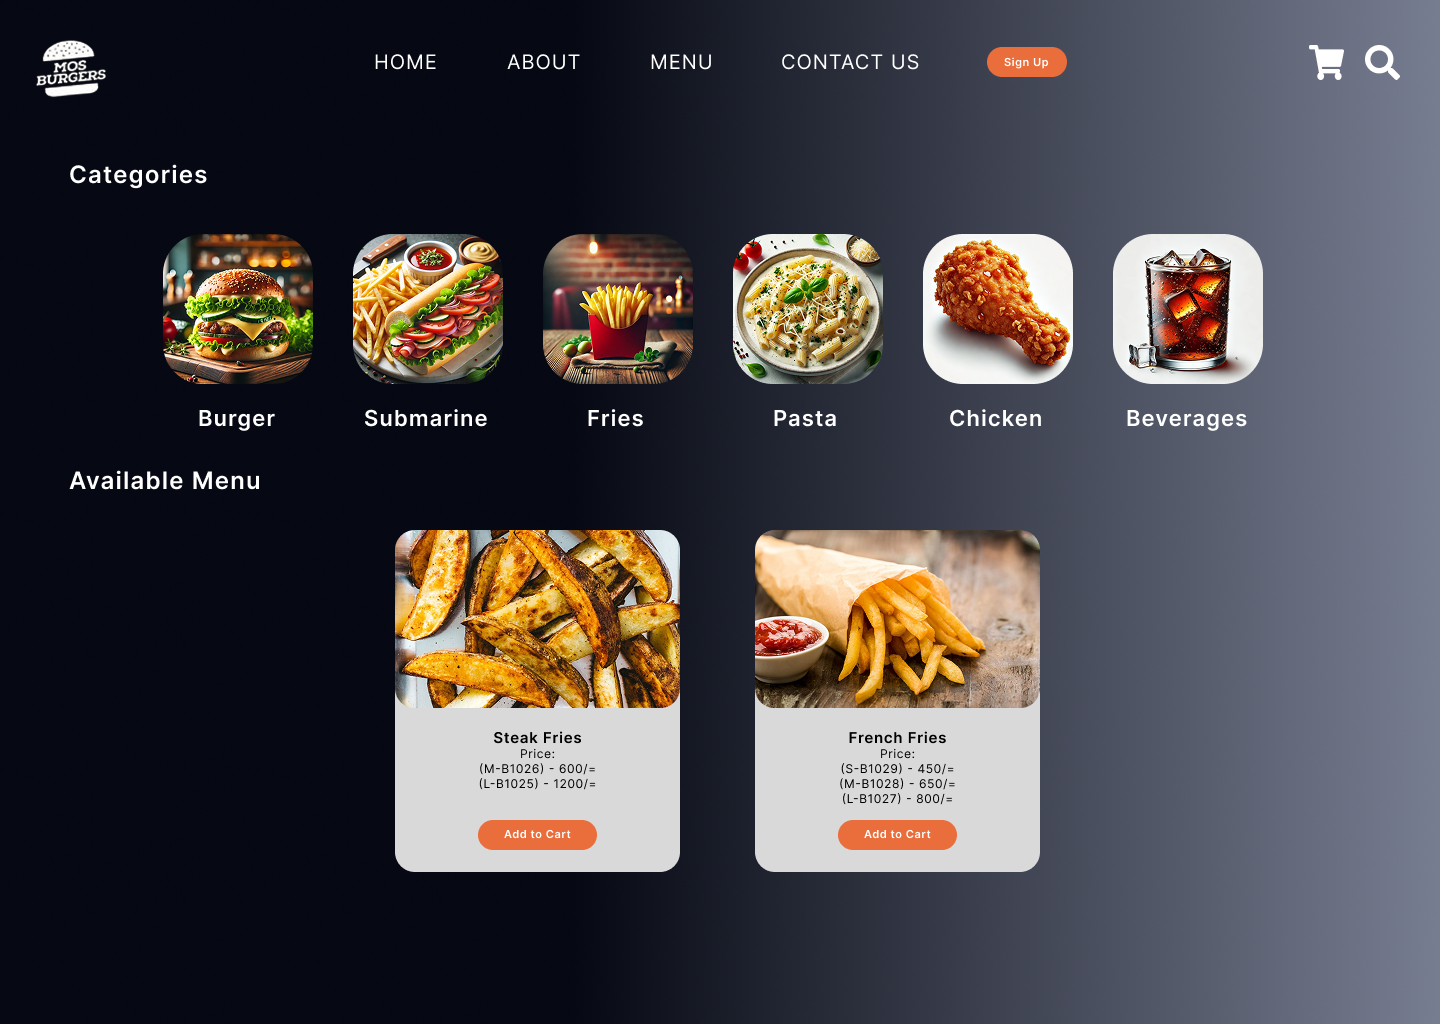 MOS
BURGERS
HOME
ABOUT
MENU
CONTACT US
Sign Up
Categories
Burger
Submarine
Fries
Pasta
Chicken
Beverages
Available Menu
Steak Fries
Price:
(M-B1026) - 600/=
(L-B1025) - 1200/=
Add to Cart
French Fries
Price:
(S-B1029) - 450/=
(M-B1028) - 650/=
(L-B1027) - 800/=
Add to Cart